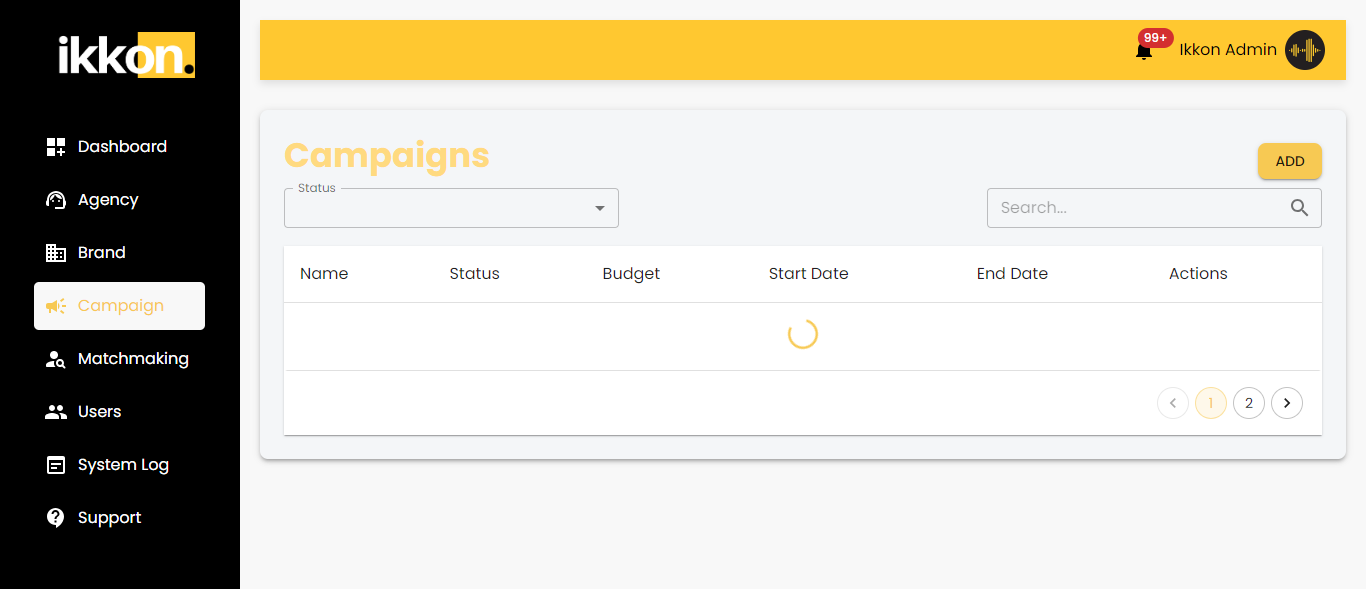 ikkon.
99+
Ikkon Admin
Dashboard
Agency
Brand
Campaign
Matchmaking
Users
System Log
Support
Campaigns
ADD
Status
Search...
Name Status Budget Start Date End Date Actions
1 2